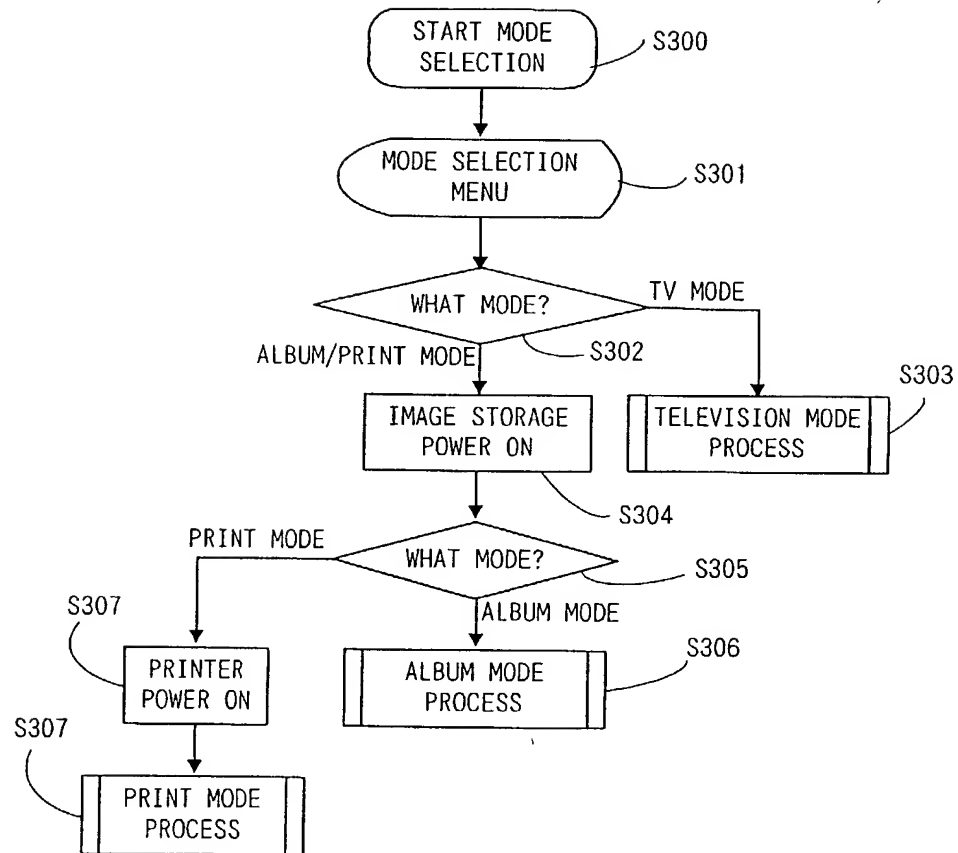 START MODE
SELECTION
S300
MODE SELECTION
MENU
S301
WHAT MODE?
TV MODE
S302
ALBUM/PRINT MODE
S303
IMAGE STORAGE
POWER ON
TELEVISION MODE
PROCESS
S304
PRINT MODE
WHAT MODE?
S305
ALBUM MODE
S307
PRINTER
POWER ON
ALBUM MODE
PROCESS
S306
S307
PRINT MODE
PROCESS